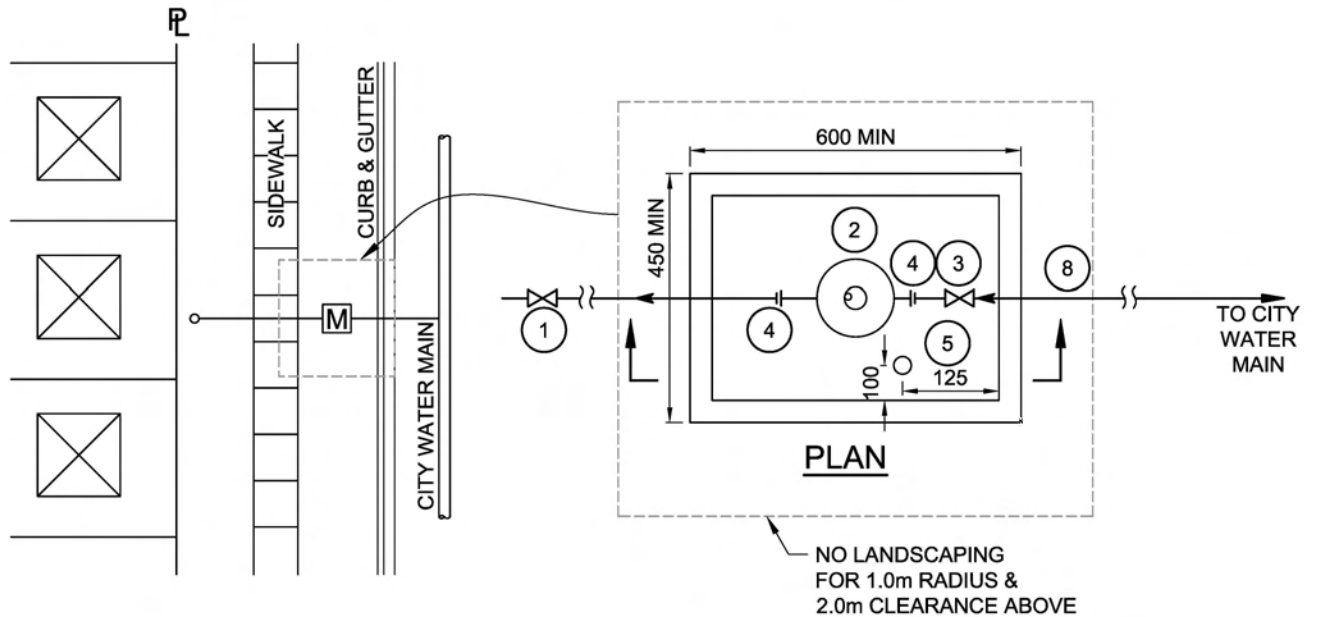 PL
SIDEWALK
CURB & GUTTER
M
CITY WATER MAIN
600 MIN
450 MIN
2
4
3
8
1
4
5
100
125
TO CITY
WATER
MAIN
PLAN
NO LANDSCAPING
FOR 1.0m RADIUS &
2.0m CLEARANCE ABOVE